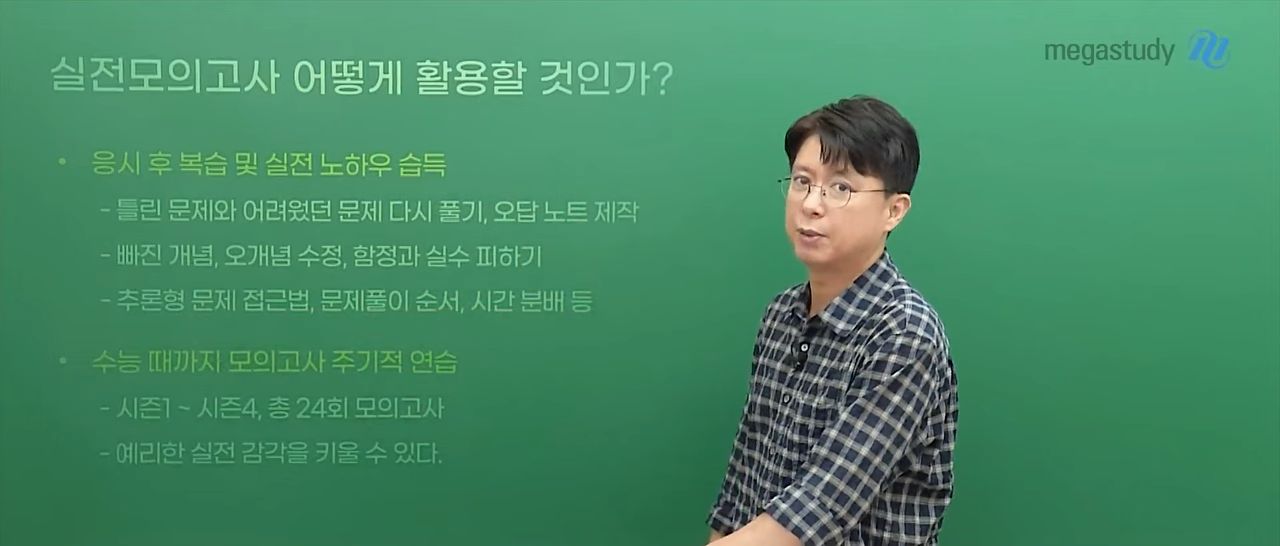 실전모의고사 어떻게 활용할 것인가?
megastudy
• 응시 후 복습 및 실전 노하우 습득
- 틀린 문제와 어려웠던 문제 다시 풀기, 오답 노트 제작
- 빠진 개념, 오개념 수정, 함정과 실수 피하기
- 추론형 문제 접근법, 문제풀이 순서, 시간 분배 등
• 수능 때까지 모의고사 주기적 연습
- 시즌1 ~ 시즌4, 총 24회 모의고사
- 예리한 실전 감각을 키울 수 있다.